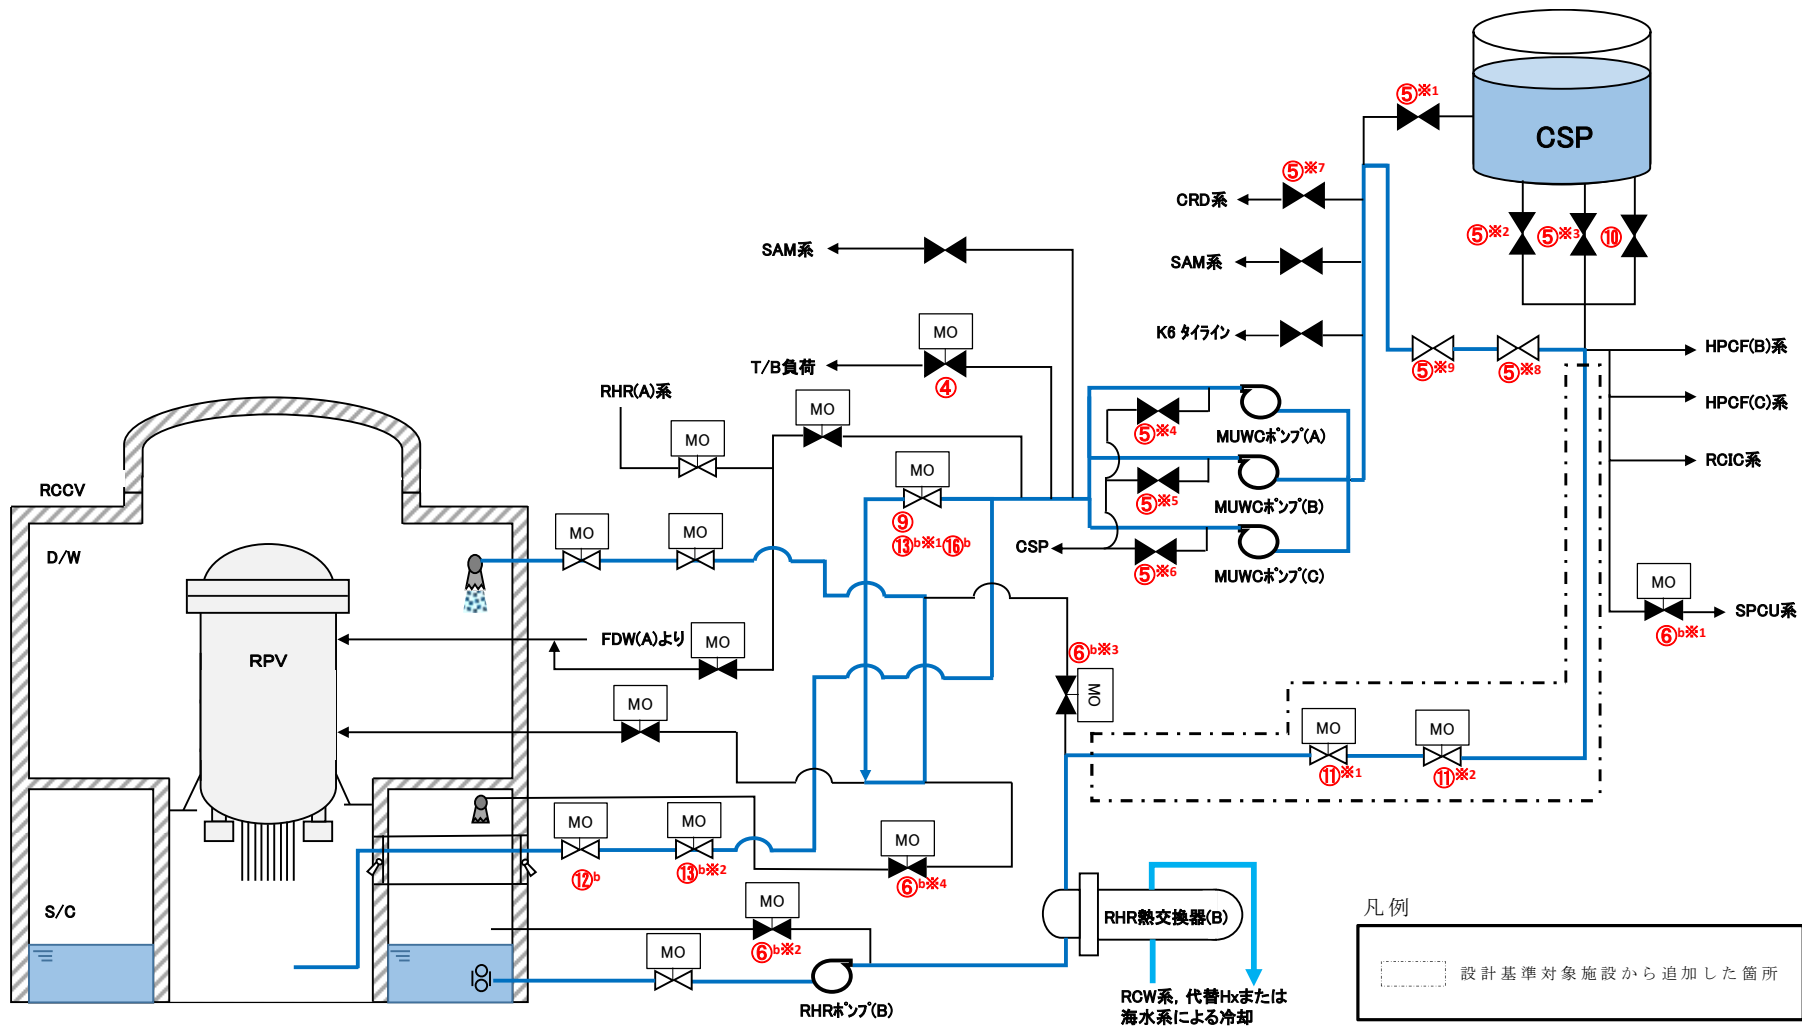 ⑤※1
CSP
⑤※7
CRD系
⑤※2
⑤※3
⑩
SAM系
SAM系
K6 タイライン
MO
T/B負荷
④
HPCF(B)系
⑤※9
⑤※8
RHR(A)系
MO
MO
HPCF(C)系
⑤※4
MUWCポンプ(A)
MO
RCIC系
RCCV
⑤※5
MUWCポンプ(B)
⑨
⑬b※1⑯b
MO
MO
CSP
D/W
⑤※6
MUWCポンプ(C)
MO
SPCU系
⑥b※1
FDW(A)より
MO
RPV
⑥b※3
MO
MO
MO
MO
⑪※1
⑪※2
MO
MO
MO
⑫b
⑬b※2
⑥b※4
MO
S/C
⑥b※2
MO
RHR熱交換器(B)
RHRポンプ(B)
RCW系, 代替Hxまたは
海水系による冷却
凡例
設計基準対象施設から追加した箇所